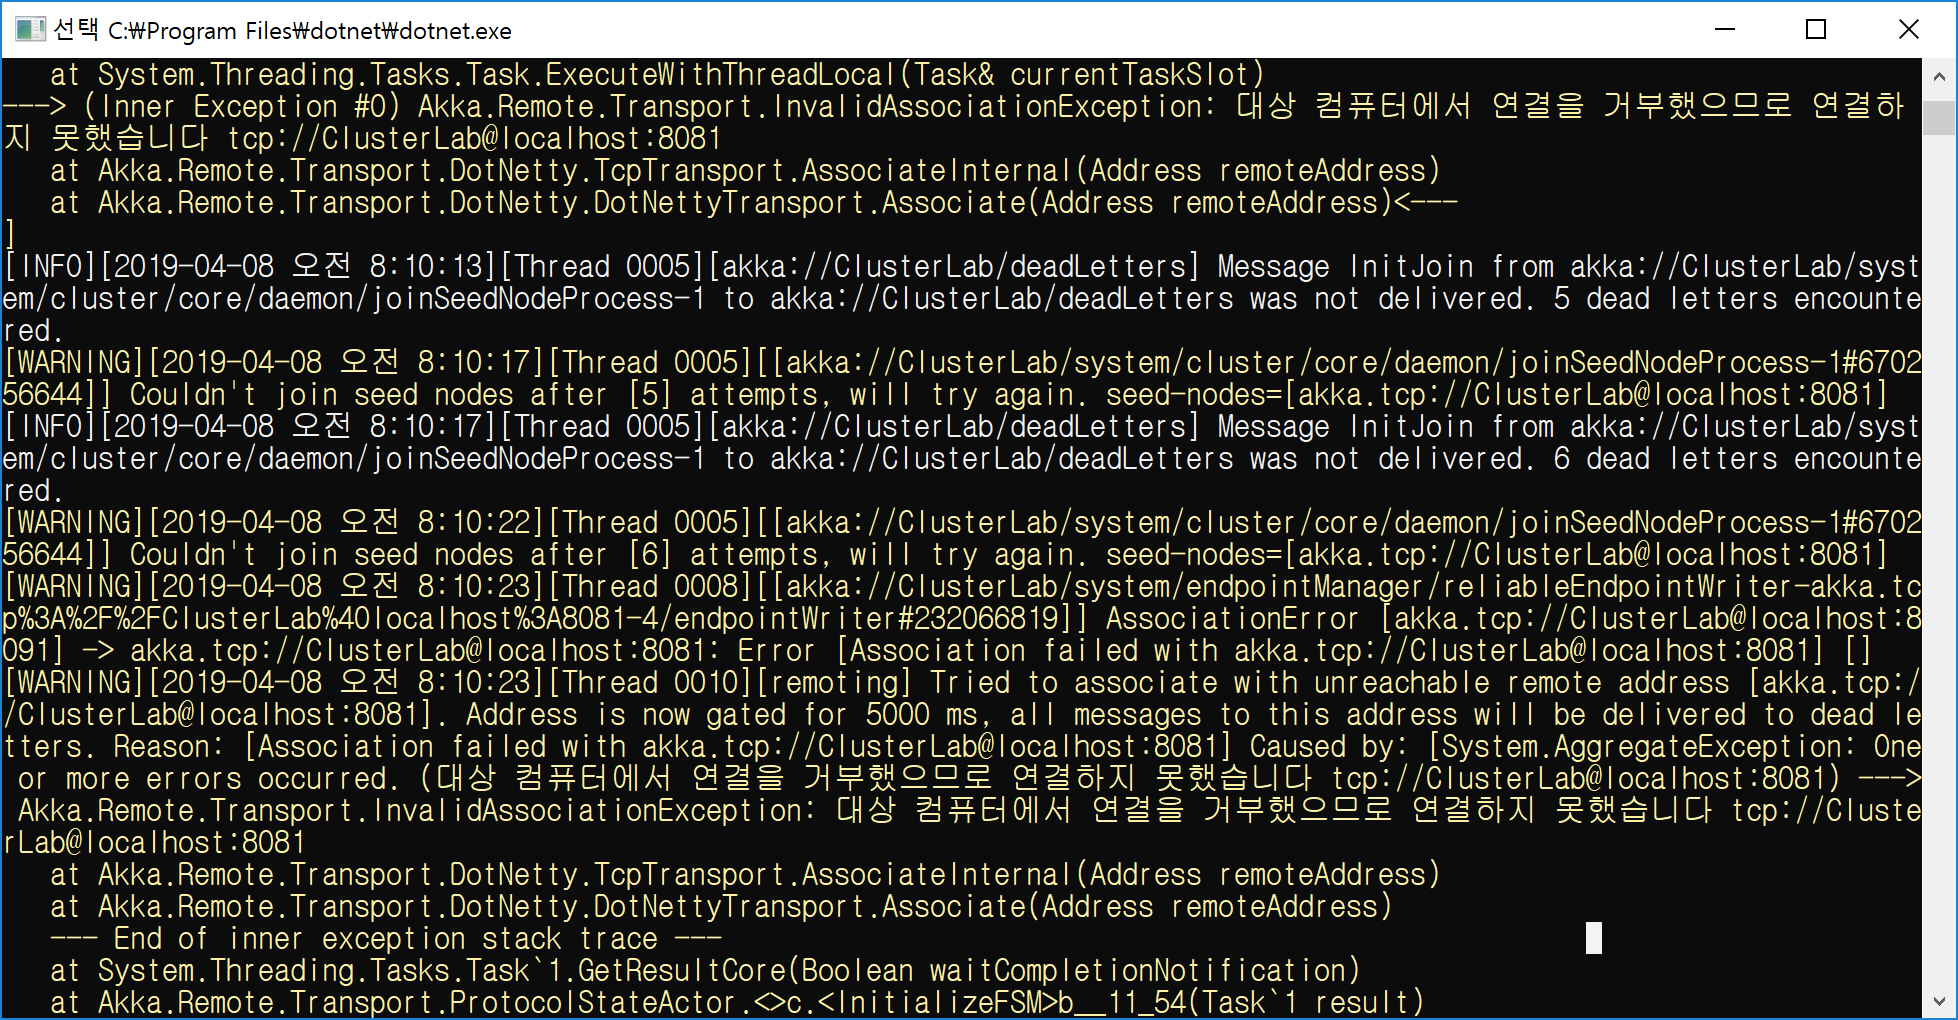 선택 C:₩Program Files₩dotnet₩dotnet.exe
   at System.Threading.Tasks.Task.ExecuteWithThreadLocal(Task& currentTaskSlot)
---> (Inner Exception #0) Akka.Remote.Transport.InvalidAssociationException: 대상 컴퓨터에서 연결을 거부했으므로 연결하
지 못했습니다 tcp://ClusterLab@localhost:8081
   at Akka.Remote.Transport.DotNetty.TcpTransport.AssociateInternal(Address remoteAddress)
   at Akka.Remote.Transport.DotNetty.DotNettyTransport.Associate(Address remoteAddress)<---
]
[INFO][2019-04-08 오전 8:10:13][Thread 0005][akka://ClusterLab/deadLetters] Message InitJoin from akka://ClusterLab/syst
em/cluster/core/daemon/joinSeedNodeProcess-1 to akka://ClusterLab/deadLetters was not delivered. 5 dead letters encounte
red.
[WARNING][2019-04-08 오전 8:10:17][Thread 0005][[akka://ClusterLab/system/cluster/core/daemon/joinSeedNodeProcess-1#6702
56644]] Couldn't join seed nodes after [5] attempts, will try again. seed-nodes=[akka.tcp://ClusterLab@localhost:8081]
[INFO][2019-04-08 오전 8:10:17][Thread 0005][akka://ClusterLab/deadLetters] Message InitJoin from akka://ClusterLab/syst
em/cluster/core/daemon/joinSeedNodeProcess-1 to akka://ClusterLab/deadLetters was not delivered. 6 dead letters encounte
red.
[WARNING][2019-04-08 오전 8:10:22][Thread 0005][[akka://ClusterLab/system/cluster/core/daemon/joinSeedNodeProcess-1#6702
56644]] Couldn't join seed nodes after [6] attempts, will try again. seed-nodes=[akka.tcp://ClusterLab@localhost:8081]
[WARNING][2019-04-08 오전 8:10:23][Thread 0008][[akka://ClusterLab/system/endpointManager/reliableEndpointWriter-akka.tc
p%3A%2F%2FClusterLab%40localhost%3A8081-4/endpointWriter#232066819]] AssociationError [akka.tcp://ClusterLab@localhost:8
091] -> akka.tcp://ClusterLab@localhost:8081: Error [Association failed with akka.tcp://ClusterLab@localhost:8081] []
[WARNING][2019-04-08 오전 8:10:23][Thread 0010][remoting] Tried to associate with unreachable remote address [akka.tcp:/
/ClusterLab@localhost:8081]. Address is now gated for 5000 ms, all messages to this address will be delivered to dead le
tters. Reason: [Association failed with akka.tcp://ClusterLab@localhost:8081] Caused by: [System.AggregateException: One
 or more errors occurred. (대상 컴퓨터에서 연결을 거부했으므로 연결하지 못했습니다 tcp://ClusterLab@localhost:8081) --->
 Akka.Remote.Transport.InvalidAssociationException: 대상 컴퓨터에서 연결을 거부했으므로 연결하지 못했습니다 tcp://Cluste
rLab@localhost:8081
   at Akka.Remote.Transport.DotNetty.TcpTransport.AssociateInternal(Address remoteAddress)
   at Akka.Remote.Transport.DotNetty.DotNettyTransport.Associate(Address remoteAddress)
   --- End of inner exception stack trace ---
   at System.Threading.Tasks.Task`1.GetResultCore(Boolean waitCompletionNotification)
   at Akka.Remote.Transport.ProtocolStateActor.<>c.<InitializeFSM>b__11_54(Task`1 result)